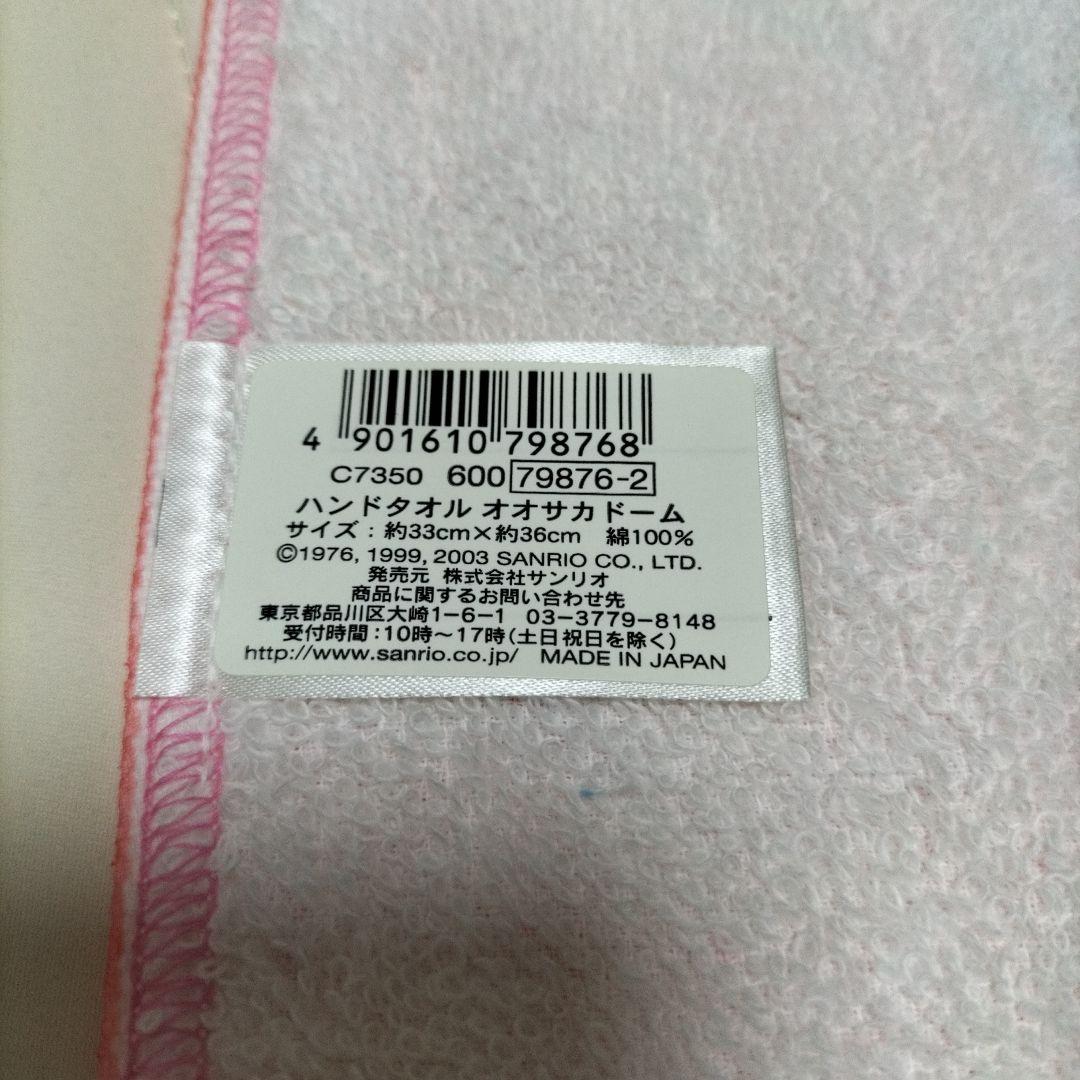 4 901610 798768
C7350 600 79876-2
ハンドタオル オオサカドーム
サイズ：約33cm×約36cm 綿100%
©1976, 1999, 2003 SANRIO CO., LTD.
発売元 株式会社サンリオ
商品に関するお問い合わせ先
東京都品川区大崎1-6-1 03-3779-8148
受付時間：10時〜17時(土日祝日を除く)
http://www.sanrio.co.jp/ MADE IN JAPAN